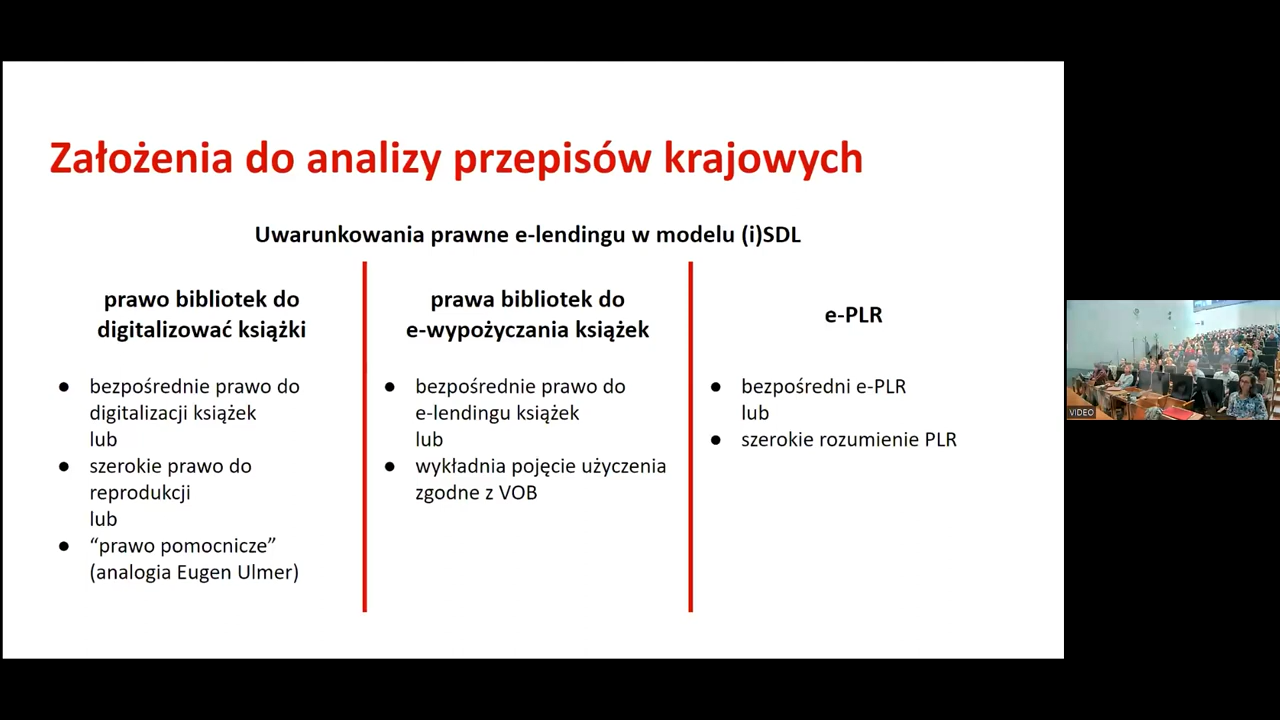 Założenia do analizy przepisów krajowych
Uwarunkowania prawne e-lendingu w modelu (i)SDL
prawo bibliotek do
digitalizować książki
● bezpośrednie prawo do
digitalizacji książek
lub
● szerokie prawo do
reprodukcji
lub
● “prawo pomocnicze”
(analogia Eugen Ulmer)
prawa bibliotek do
e-wypożyczania książek
● bezpośrednie prawo do
e-lendingu książek
lub
● wykładnia pojęcie użyczenia
zgodne z VOB
e-PLR
● bezpośredni e-PLR
lub
● szerokie rozumienie PLR
VIDEO